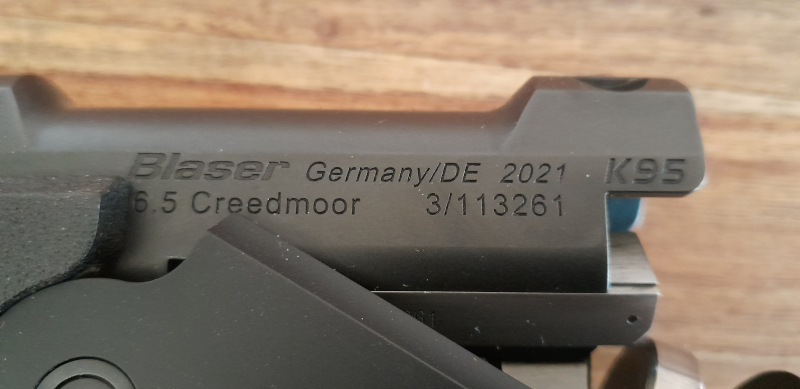 Blaser Germany/DE 2021 K95
6.5 Creedmoor 3/113261